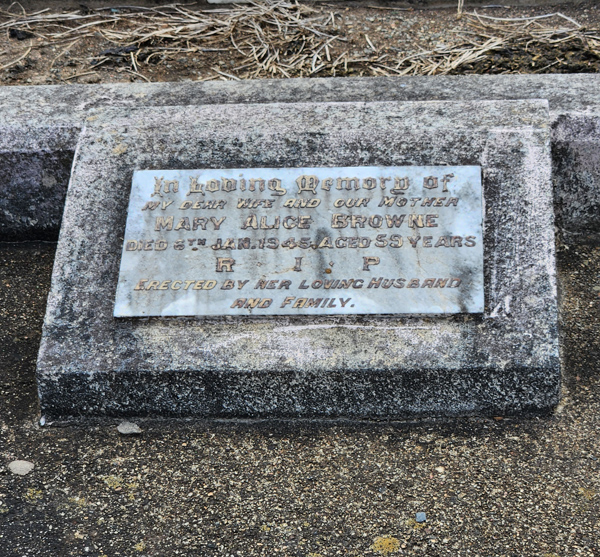 In Loving Memory of
MY DEAR WIFE AND OUR MOTHER
MARY ALICE BROWNE
DIED 8TH JAN. 1948, AGED 59 YEARS
R . I . P
ERECTED BY HER LOVING HUSBAND
AND FAMILY.